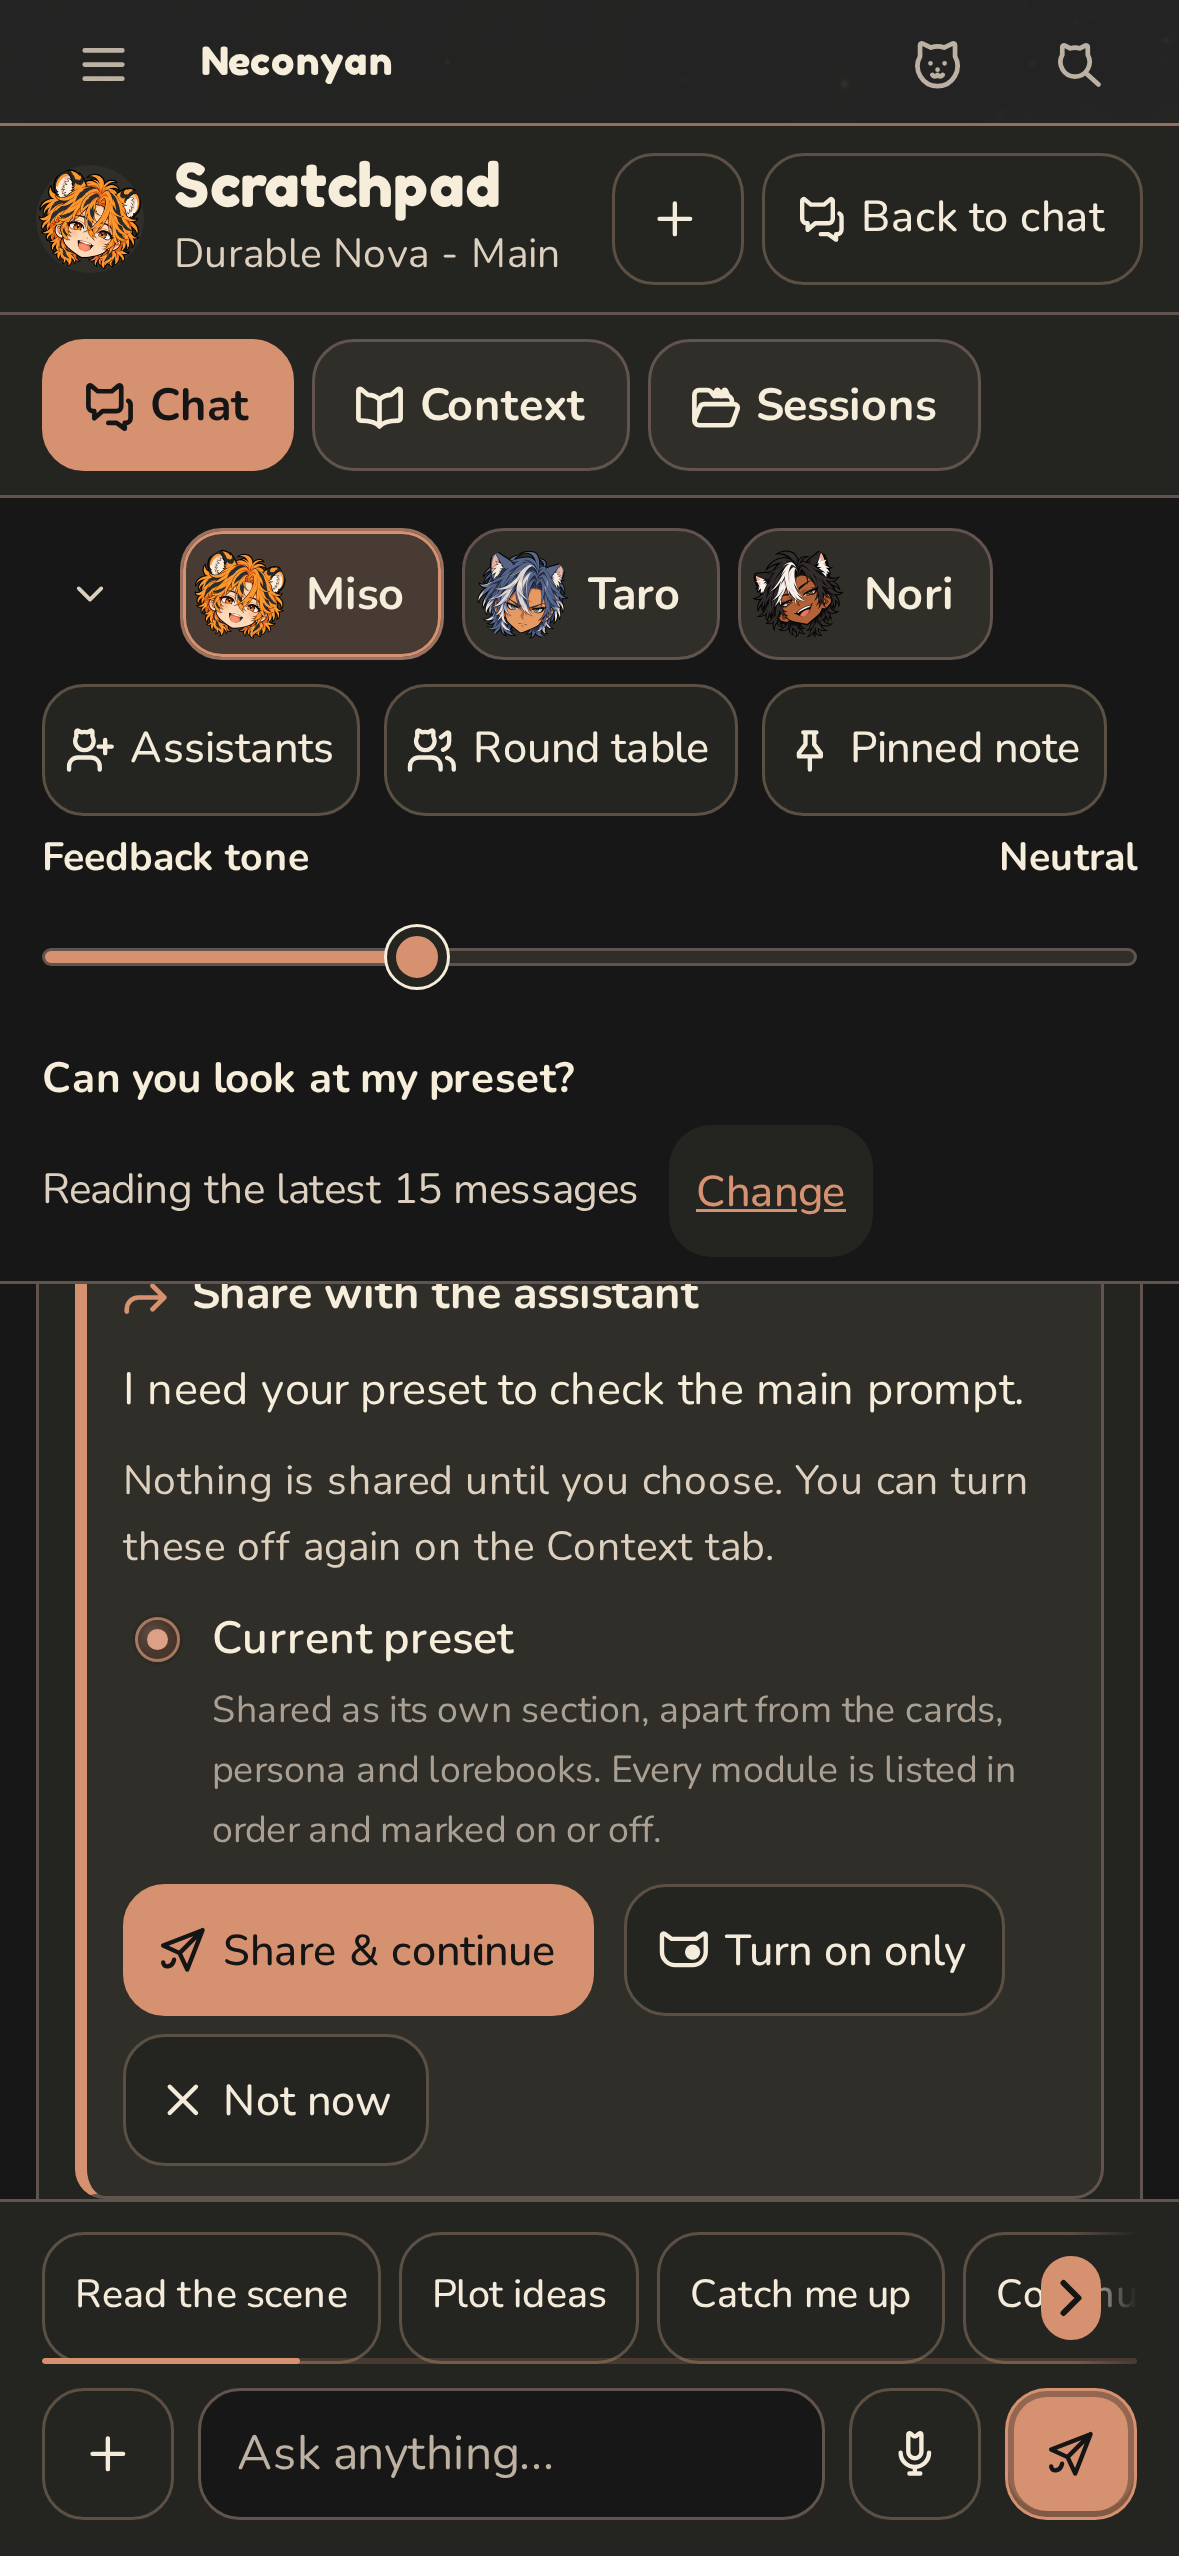 Neconyan
Scratchpad
Durable Nova - Main
Back to chat
Chat
Context
Sessions
Miso
Taro
Nori
Assistants
Round table
Pinned note
Feedback tone
Neutral
Can you look at my preset?
Reading the latest 15 messages
Change
Share with the assistant
I need your preset to check the main prompt.
Nothing is shared until you choose. You can turn
these off again on the Context tab.
Current preset
Shared as its own section, apart from the cards,
persona and lorebooks. Every module is listed in
order and marked on or off.
Share & continue
Turn on only
Not now
Read the scene
Plot ideas
Catch me up
Ask anything...